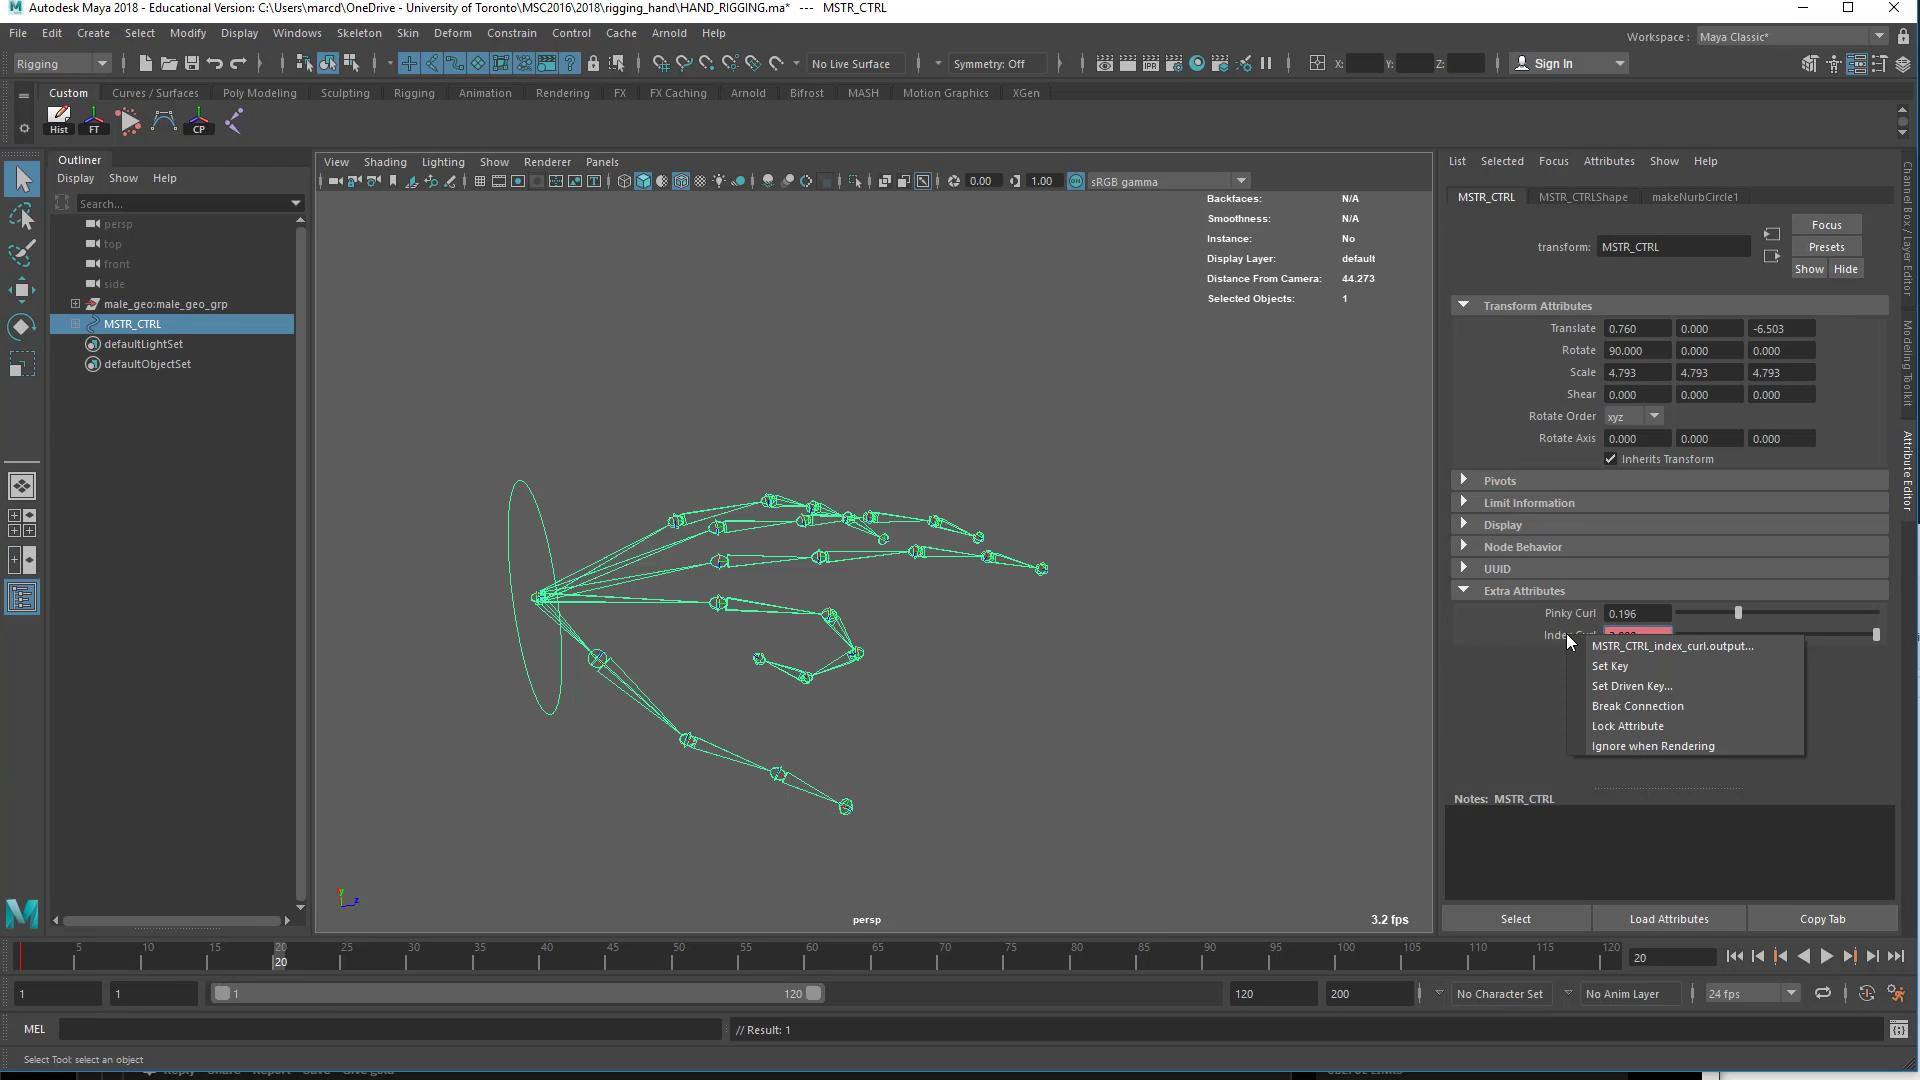 Autodesk Maya 2018 - Educational Version: C:\Users\marcd\OneDrive - University of Toronto\MSC2016\2018\rigging_hand\HAND_RIGGING.ma*   ---   MSTR_CTRL
File Edit Create Select Modify Display Windows Skeleton Skin Deform Constrain Control Cache Arnold Help
Workspace : Maya Classic*
Rigging
No Live Surface
Symmetry: Off
X: Y: Z:
Sign In
Custom Curves / Surfaces Poly Modeling Sculpting Rigging Animation Rendering FX FX Caching Arnold Bifrost MASH Motion Graphics XGen
Hist FT CP
Outliner
Display Show Help
Search...
persp
top
front
side
male_geo:male_geo_grp
MSTR_CTRL
defaultLightSet
defaultObjectSet
View Shading Lighting Show Renderer Panels
0.00 1.00 sRGB gamma
Backfaces: N/A
Smoothness: N/A
Instance: No
Display Layer: default
Distance From Camera: 44.273
Selected Objects: 1
persp
3.2 fps
List Selected Focus Attributes Show Help
MSTR_CTRL MSTR_CTRLShape makeNurbCircle1
Focus
transform: MSTR_CTRL
Presets
Show Hide
Transform Attributes
Translate 0.760 0.000 -6.503
Rotate 90.000 0.000 0.000
Scale 4.793 4.793 4.793
Shear 0.000 0.000 0.000
Rotate Order xyz
Rotate Axis 0.000 0.000 0.000
Inherits Transform
Pivots
Limit Information
Display
Node Behavior
UUID
Extra Attributes
Pinky Curl 0.196
Index Curl
MSTR_CTRL_index_curl.output...
Set Key
Set Driven Key...
Break Connection
Lock Attribute
Ignore when Rendering
Notes: MSTR_CTRL
Select Load Attributes Copy Tab
Channel Box / Layer Editor
Modeling Toolkit
Attribute Editor
5 10 15 20 25 30 35 40 45 50 55 60 65 70 75 80 85 90 95 100 105 110 115 120
20
20
1 1 1 120 120 200 No Character Set No Anim Layer 24 fps
MEL // Result: 1
Select Tool: select an object